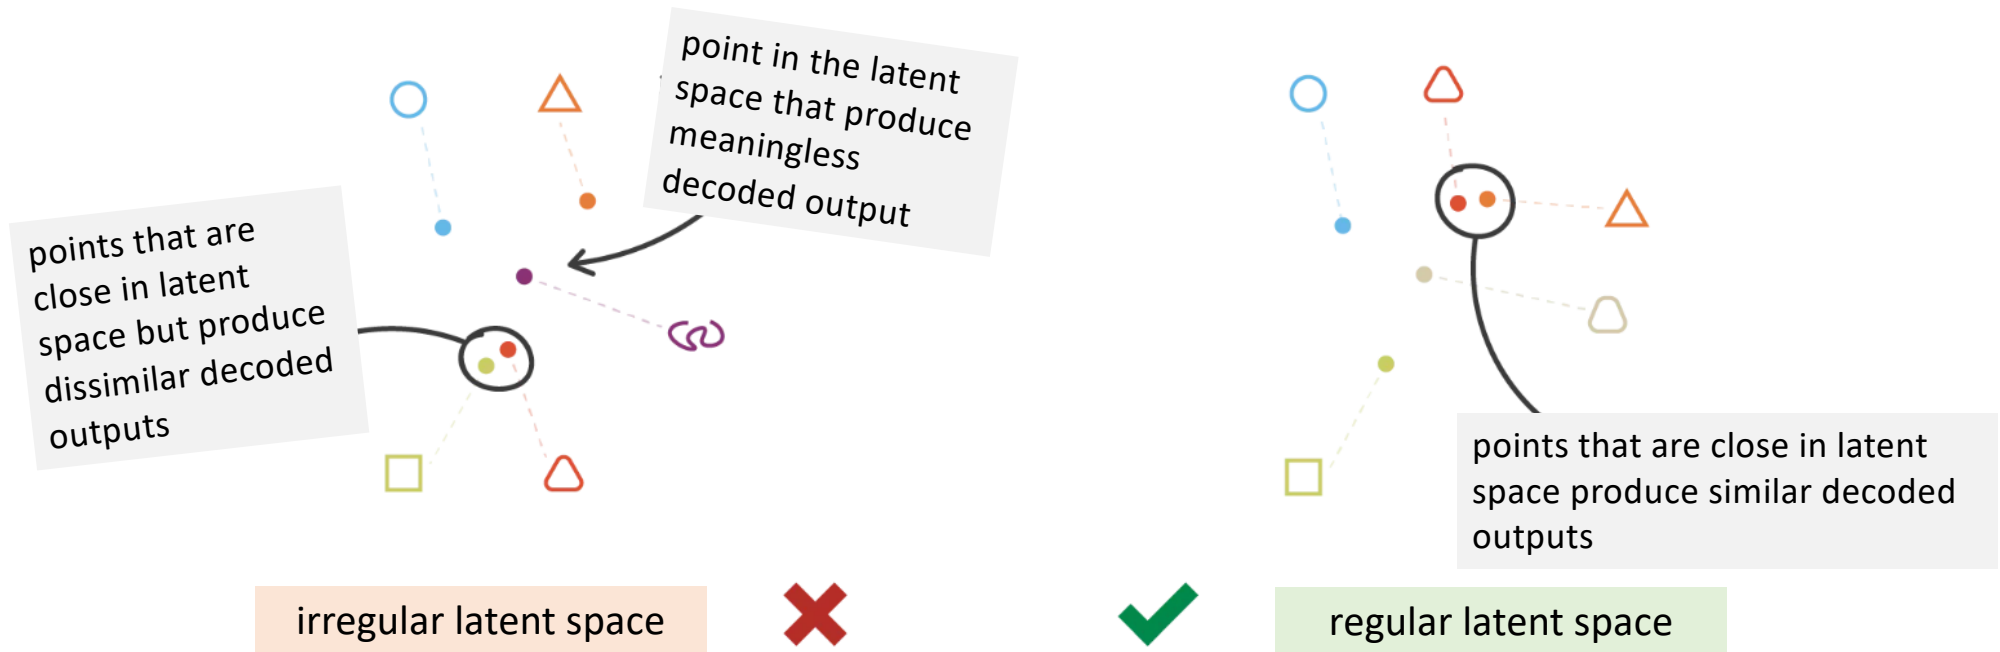 points that are
close in latent
space but produce
dissimilar decoded
outputs
point in the latent
space that produce
meaningless
decoded output
points that are close in latent
space produce similar decoded
outputs
irregular latent space
regular latent space